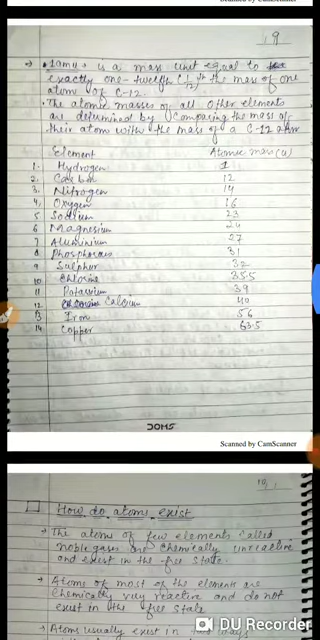 Scanned by CamScanner
19
→ •1amu → is a mass unit equal to
exactly one-twelfth (1/12)th the mass of one
atom of C-12.
• The atomic masses of all other elements
are determined by comparing the mass of
their atom with the mass of a C-12 atom
Element Atomic mass (u)
1. Hydrogen 1
2. Carbon 12
3. Nitrogen 14
4. Oxygen 16
5 Sodium 23
6 Magnesium 24
7 Aluminium 27
8 Phosphorous 31
9 Sulphur 32
10 Chlorine 35.5
11 Potassium 39
12 Calcium 40
13 Iron 56
14 Copper 63.5
JOMS
Scanned by CamScanner
How do atoms exist
→ The atoms of few elements called
noble gases are chemically unreactive
and exist in the free state.
→ Atoms of most of the elements are
chemically very reactive and do not
exist in the free state
→ Atoms usually exist in two ways
DU Recorder